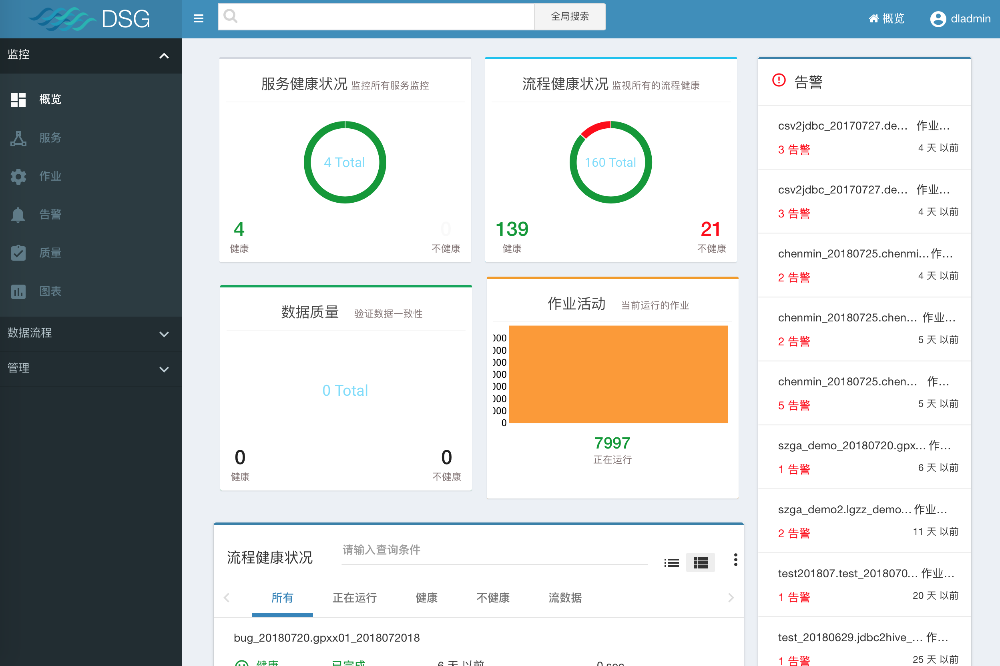 DSG
全局搜索
概览
dladmin
监控
概览
服务
作业
告警
质量
图表
数据流程
管理
服务健康状况 监控所有服务监控
4 Total
4
0
健康
不健康
流程健康状况 监视所有的流程健康
160 Total
139
21
健康
不健康
数据质量 验证数据一致性
0 Total
0
0
健康
不健康
作业活动 当前运行的作业
000
000
000
000
000
000
000
0
7997
正在运行
流程健康状况
请输入查询条件
所有
正在运行
健康
不健康
流数据
bug_20180720.gpxx01_2018072018
健康
已完成
6 天 以前
0 sec
告警
csv2jdbc_20170727.de... 作业...
3 告警
4 天 以前
csv2jdbc_20170727.de... 作业...
3 告警
4 天 以前
chenmin_20180725.chenmi... 作...
2 告警
4 天 以前
chenmin_20180725.chen... 作业...
2 告警
5 天 以前
chenmin_20180725.chen... 作...
5 告警
5 天 以前
szga_demo_20180720.gpx... 作...
1 告警
6 天 以前
szga_demo2.lgzz_demo... 作业...
2 告警
11 天 以前
test201807.test_2018070... 作业...
1 告警
20 天 以前
test_20180629.jdbc2hive_... 作...
1 告警
25 天 以前